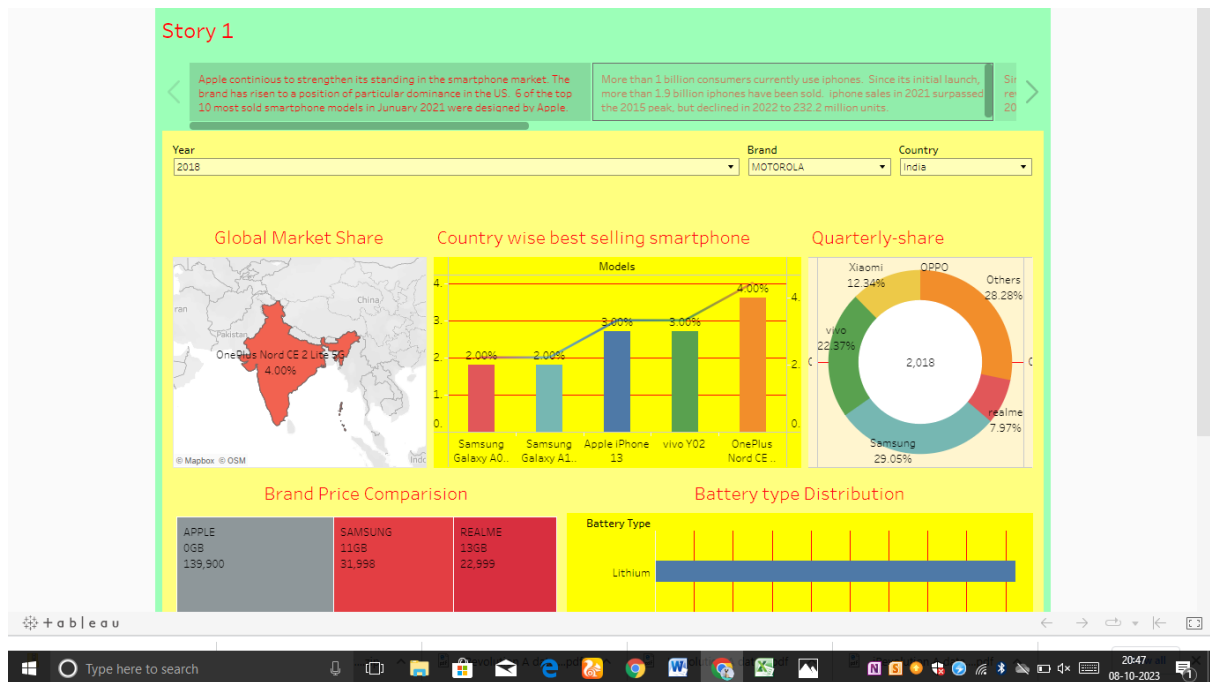 Story 1
Apple continious to strengthen its standing in the smartphone market. The
brand has risen to a position of particular dominance in the US. 6 of the top
10 most sold smartphone models in Junuary 2021 were designed by Apple.
More than 1 billion consumers currently use iphones. Since its initial launch,
more than 1.9 billion iphones have been sold. iphone sales in 2021 surpassed
the 2015 peak, but declined in 2022 to 232.2 million units.
Year
2018
Brand
MOTOROLA
Country
India
Global Market Share
Country wise best selling smartphone
Quarterly-share
China
Pakistan
OnePlus Nord CE 2 Lite 5G
4.00%
© Mapbox © OSM
Models
4.
3.
2.
1.
0.
2.00%
2.00%
3.00%
3.00%
4.00%
4.
2.
0.
Samsung
Galaxy A0..
Samsung
Galaxy A1..
Apple iPhone
13
vivo Y02
OnePlus
Nord CE ..
Xiaomi
12.34%
OPPO
Others
28.28%
vivo
22.37%
2,018
realme
7.97%
Samsung
29.05%
Brand Price Comparision
Battery type Distribution
APPLE
0GB
139,900
SAMSUNG
11GB
31,998
REALME
13GB
22,999
Battery Type
Lithium
+ a b | e a u
Type here to search
20:47
08-10-2023